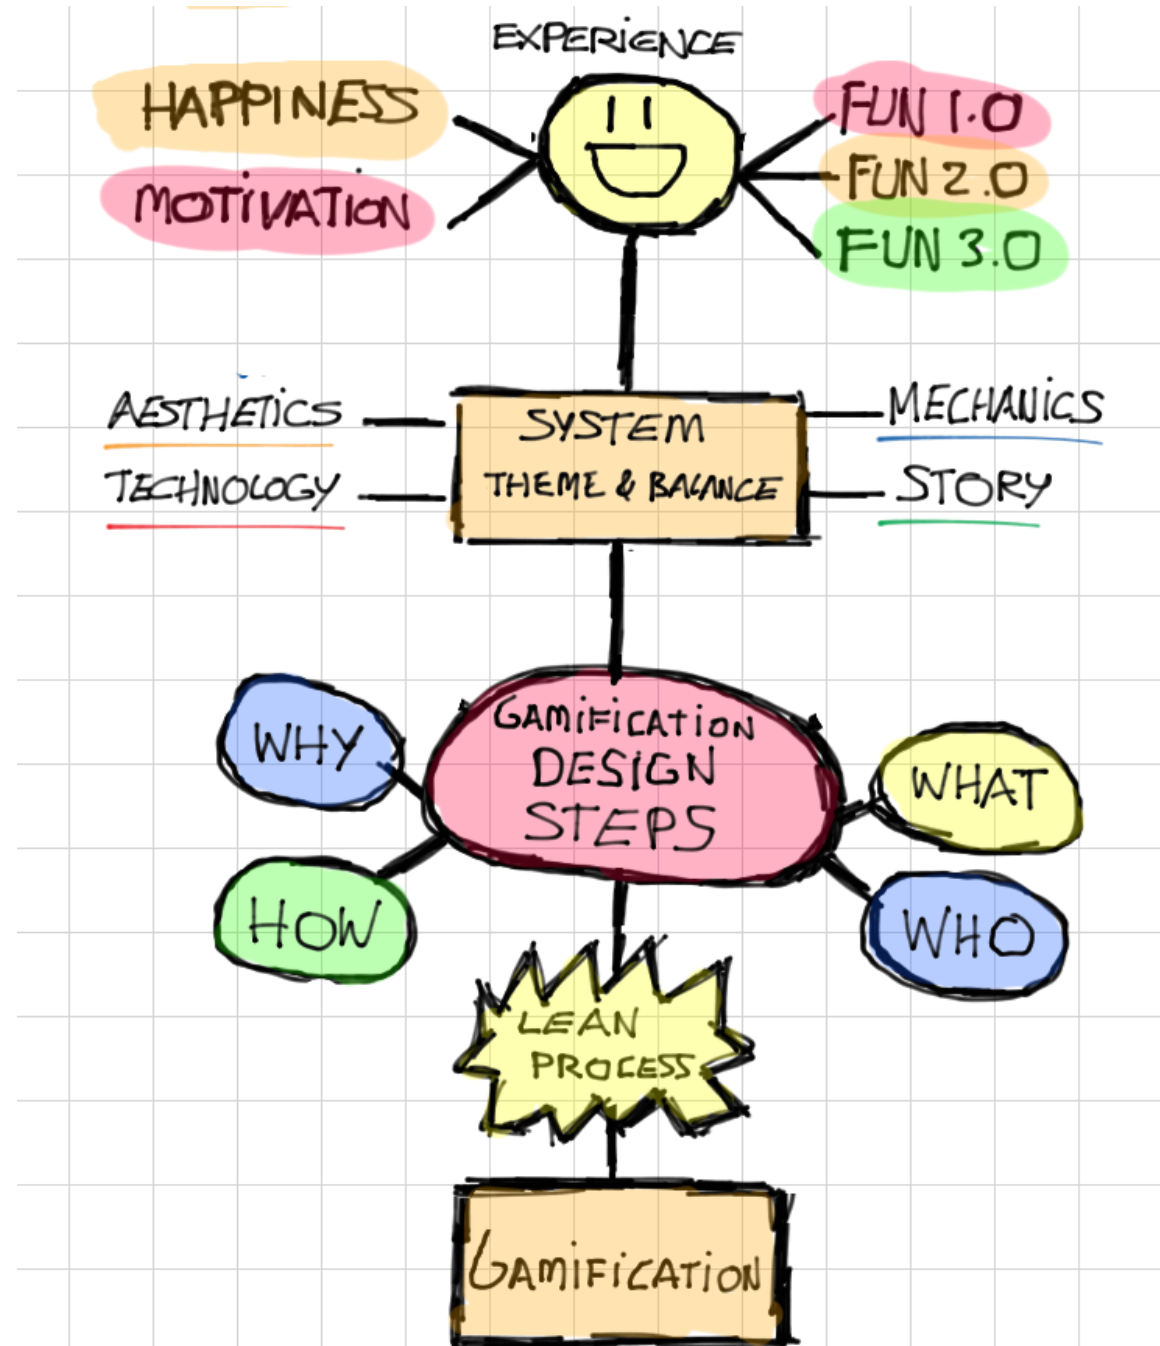 EXPERIENCE
HAPPINESS
MOTIVATION
FUN 1.0
FUN 2.0
FUN 3.0
AESTHETICS
TECHNOLOGY
SYSTEM
THEME & BALANCE
MECHANICS
STORY
WHY
HOW
GAMIFICATION
DESIGN
STEPS
WHAT
WHO
LEAN
PROCESS
GAMIFICATION